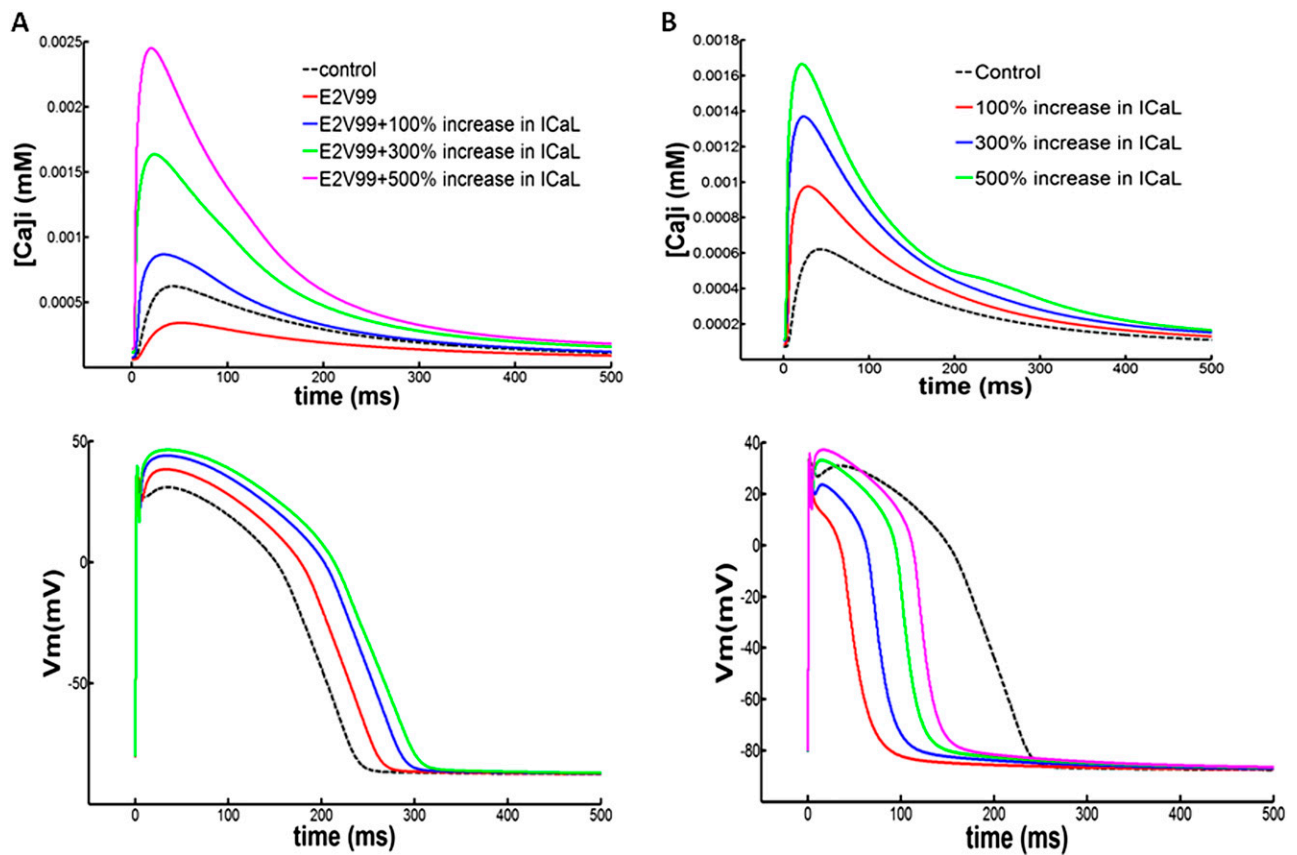 A
[Ca]i (mM)
0.0025
0.002
0.0015
0.001
0.0005
control
E2V99
E2V99+100% increase in ICaL
E2V99+300% increase in ICaL
E2V99+500% increase in ICaL
0 100 200 300 400 500
time (ms)
B
[Ca]i (mM)
0.0018
0.0016
0.0014
0.0012
0.001
0.0008
0.0006
0.0004
0.0002
Control
100% increase in ICaL
300% increase in ICaL
500% increase in ICaL
0 100 200 300 400 500
time (ms)
Vm(mV)
50
0
-50
0 100 200 300 400 500
time (ms)
Vm(mV)
40
20
0
-20
-40
-60
-80
0 100 200 300 400 500
time (ms)